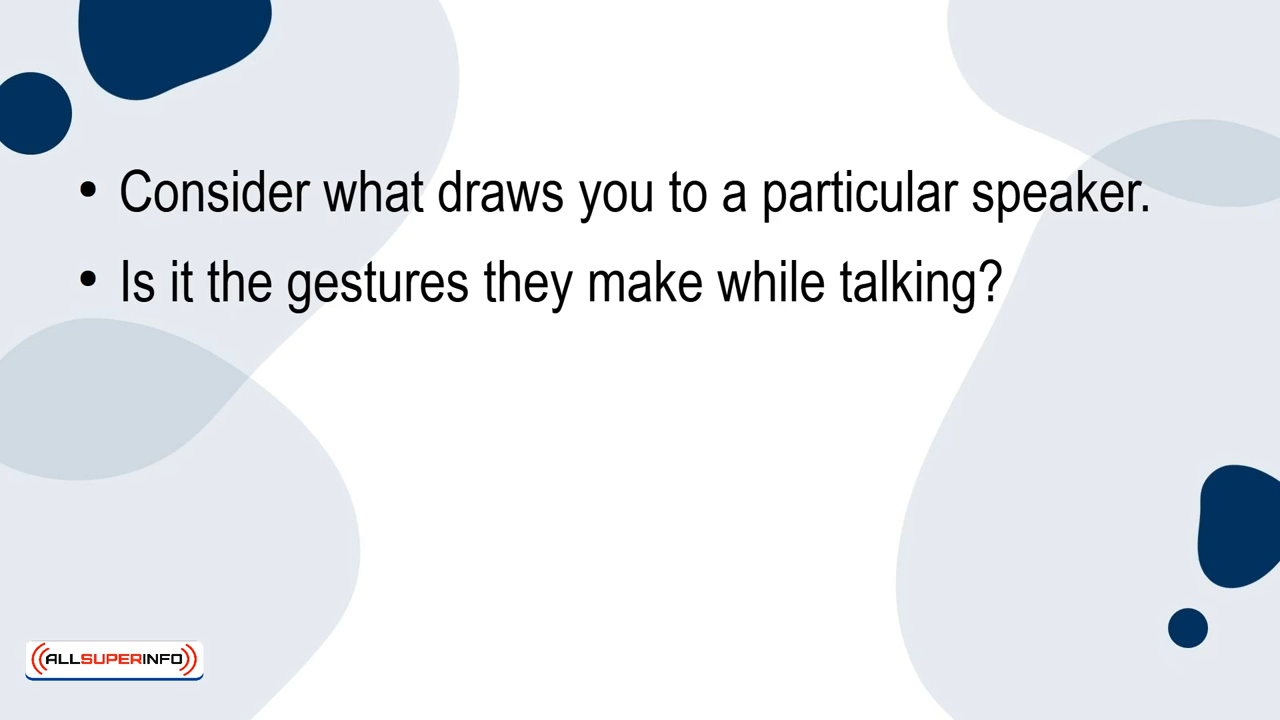 • Consider what draws you to a particular speaker.
• Is it the gestures they make while talking?
ALLSUPERINFO